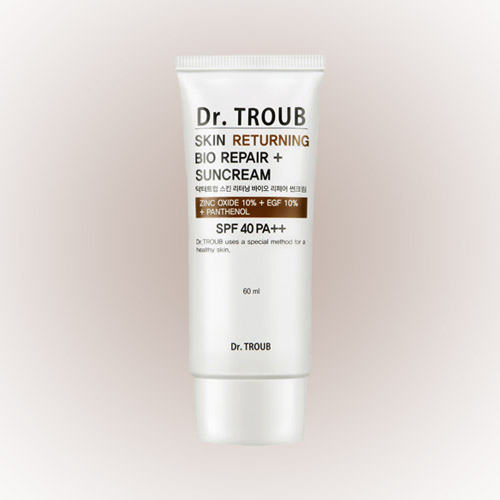 Dr. TROUB
SKIN RETURNING
BIO REPAIR +
SUNCREAM
닥터트럽 스킨 리터닝 바이오 리페어 썬크림
ZINC OXIDE 10% + EGF 10%
+ PANTHENOL
SPF 40 PA++
Dr.TROUB uses a special method for a
healthy skin.
60 ml
Dr. TROUB